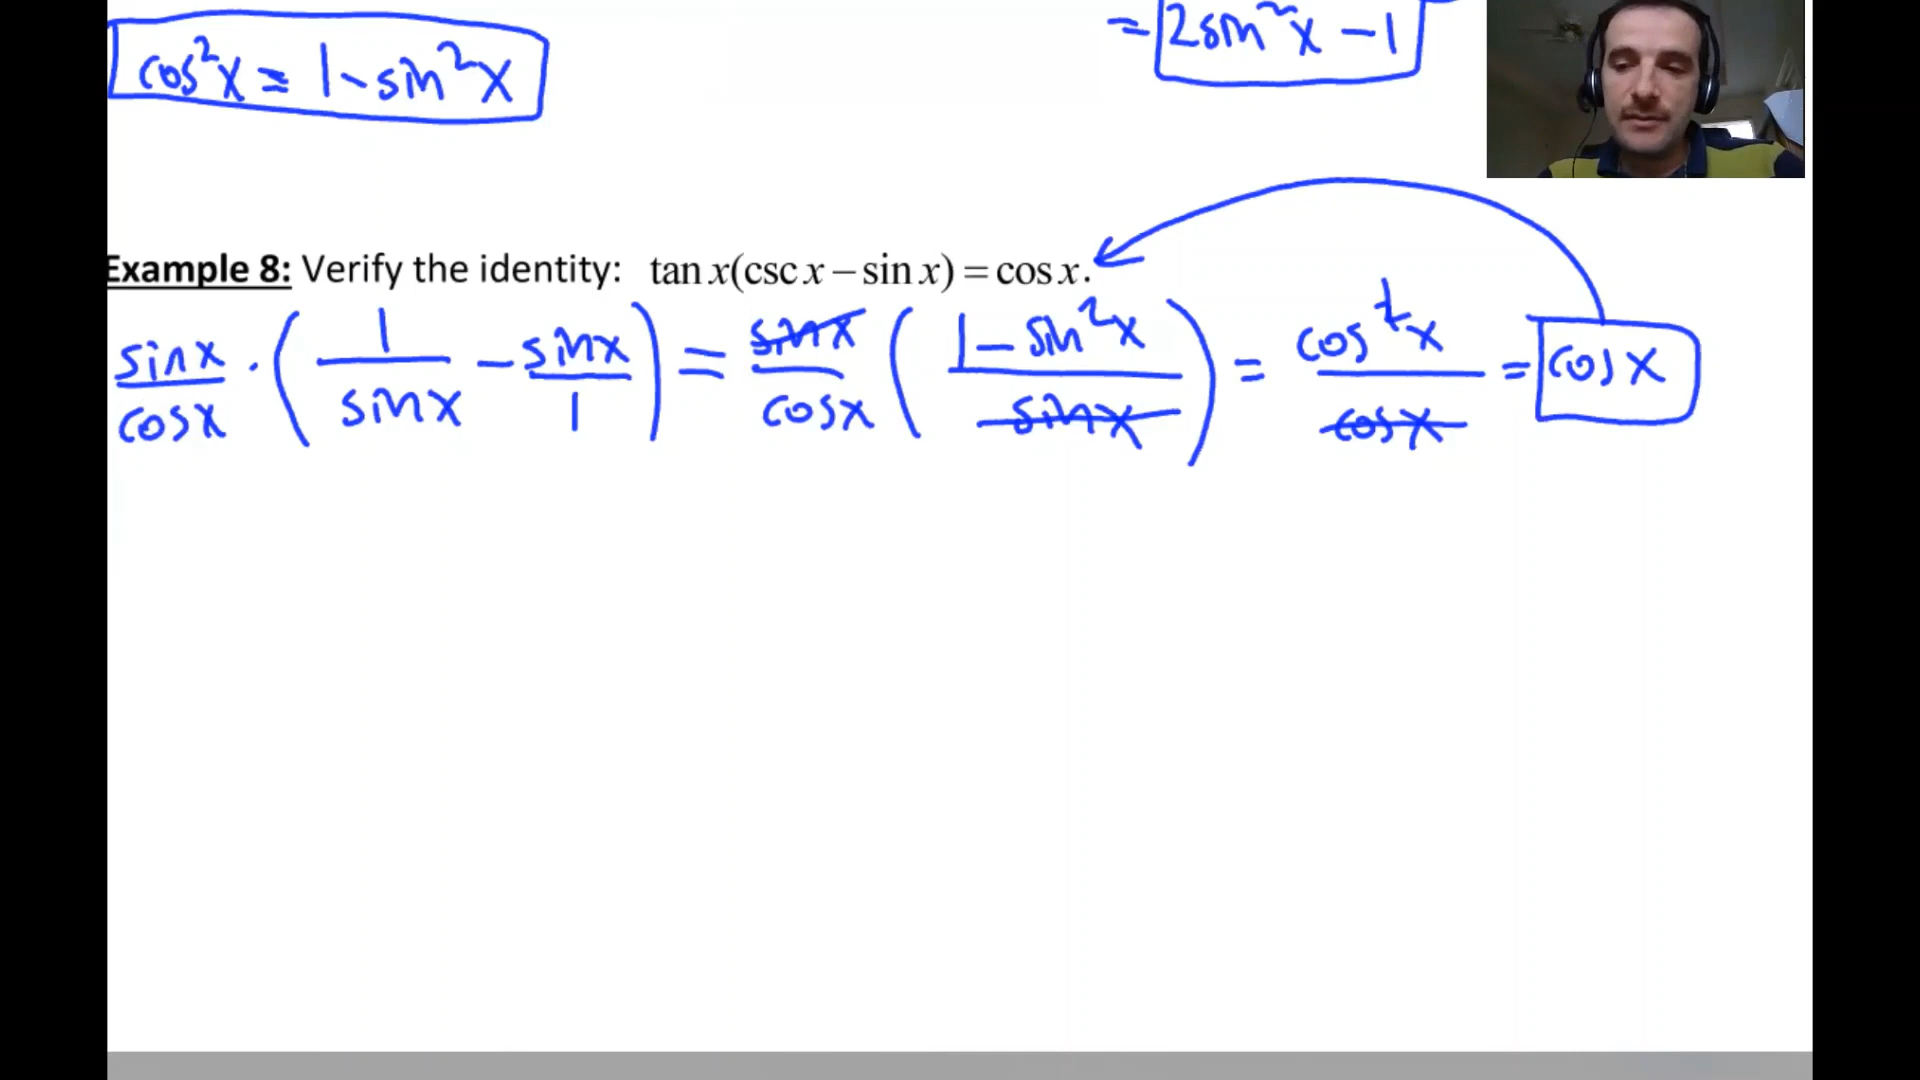 = 2sin²x - 1
cos²x = 1 - sin²x
Example 8: Verify the identity: tan x(csc x – sin x) = cos x.
sinx/cosx · (1/sinx - sinx/1) = sinx/cosx (1 - sin²x/sinx) = cos²x/cosx = cosx